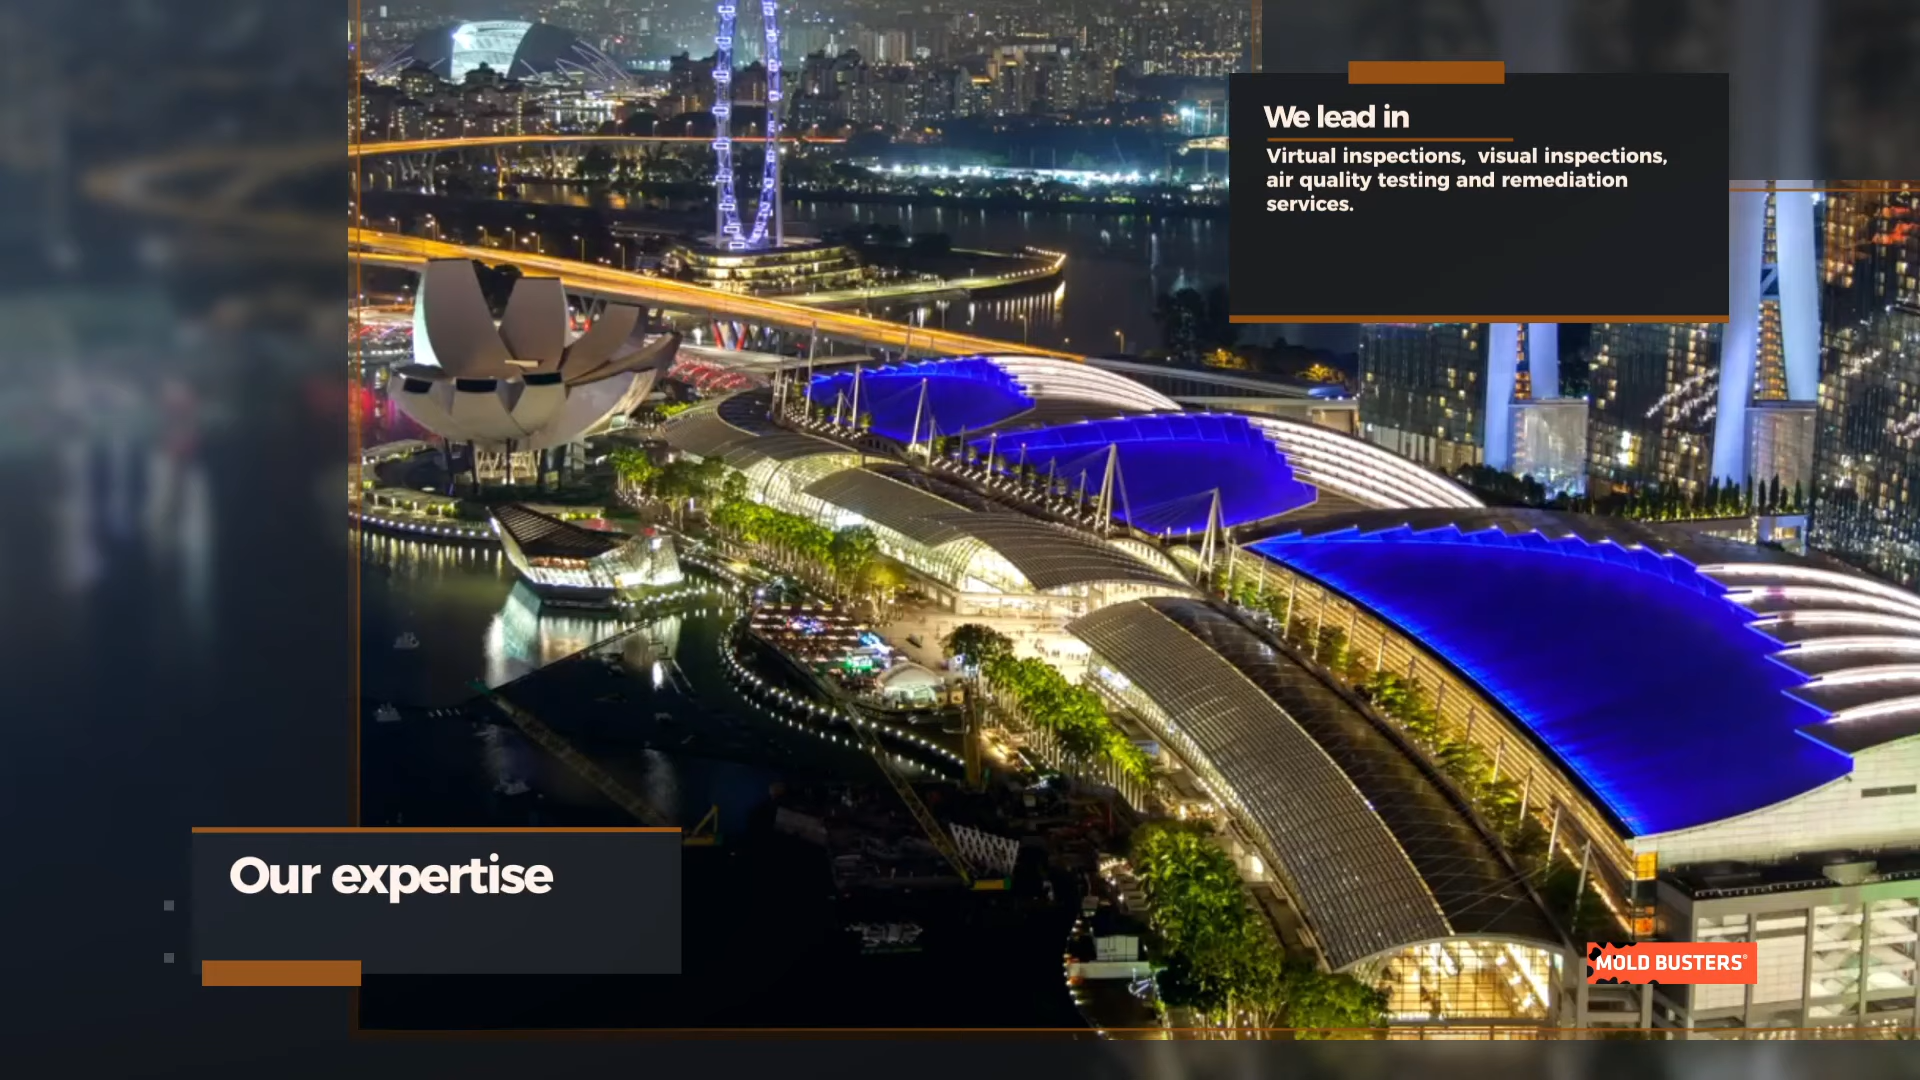 We lead in
Virtual inspections,  visual inspections,
air quality testing and remediation
services.
Our expertise
MOLD BUSTERS®